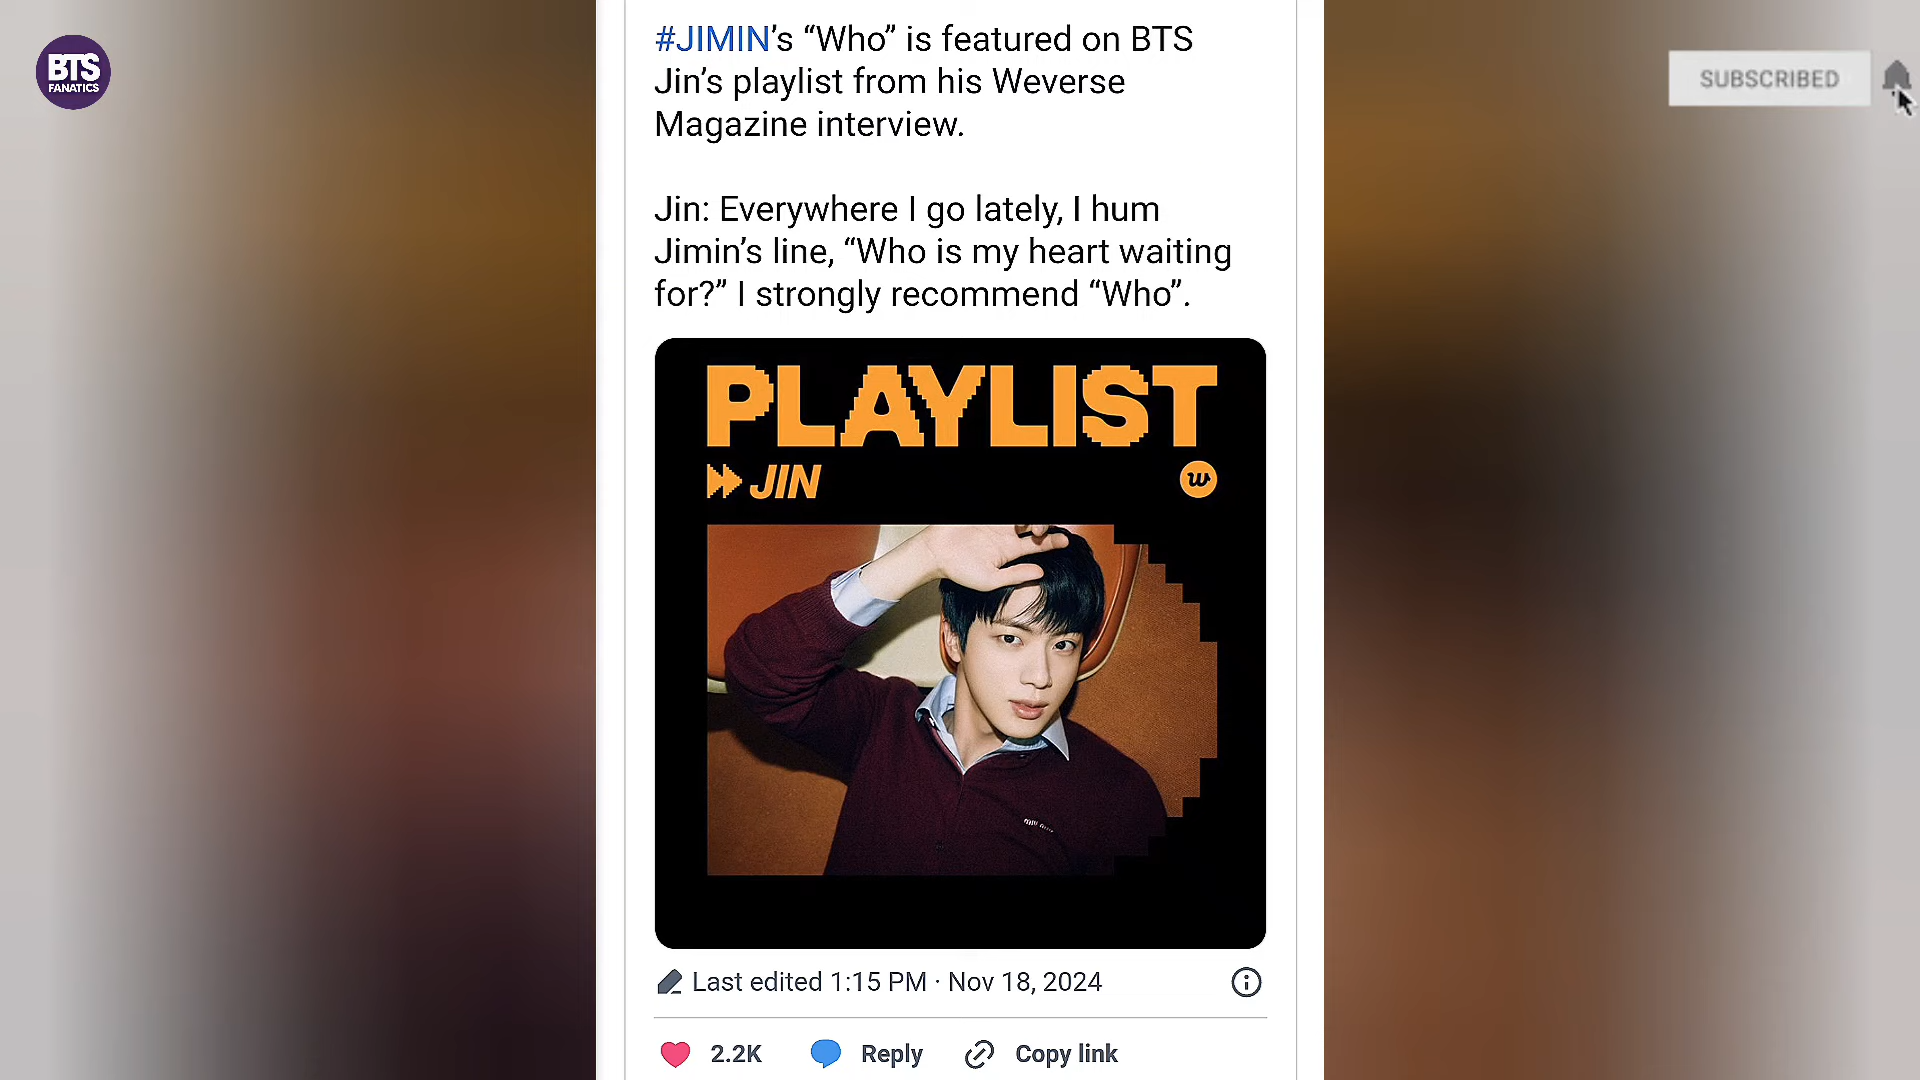 BTS
FANATICS
SUBSCRIBED
#JIMIN’s “Who” is featured on BTS
Jin’s playlist from his Weverse
Magazine interview.
Jin: Everywhere I go lately, I hum
Jimin’s line, “Who is my heart waiting
for?” I strongly recommend “Who”.
PLAYLIST
JIN
w
miu miu
Last edited 1:15 PM · Nov 18, 2024
2.2K Reply Copy link